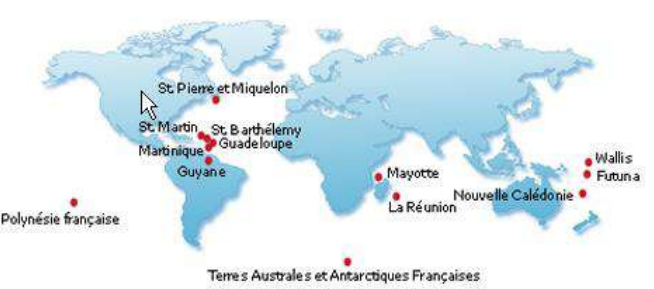 St. Pierre et Miquelon
St. Martin
St. Barthélemy
Guadeloupe
Martinique
Guyane
Mayotte
La Réunion
Wallis
Futuna
Nouvelle Calédonie
Polynésie française
Terres Australes et Antarctiques Françaises